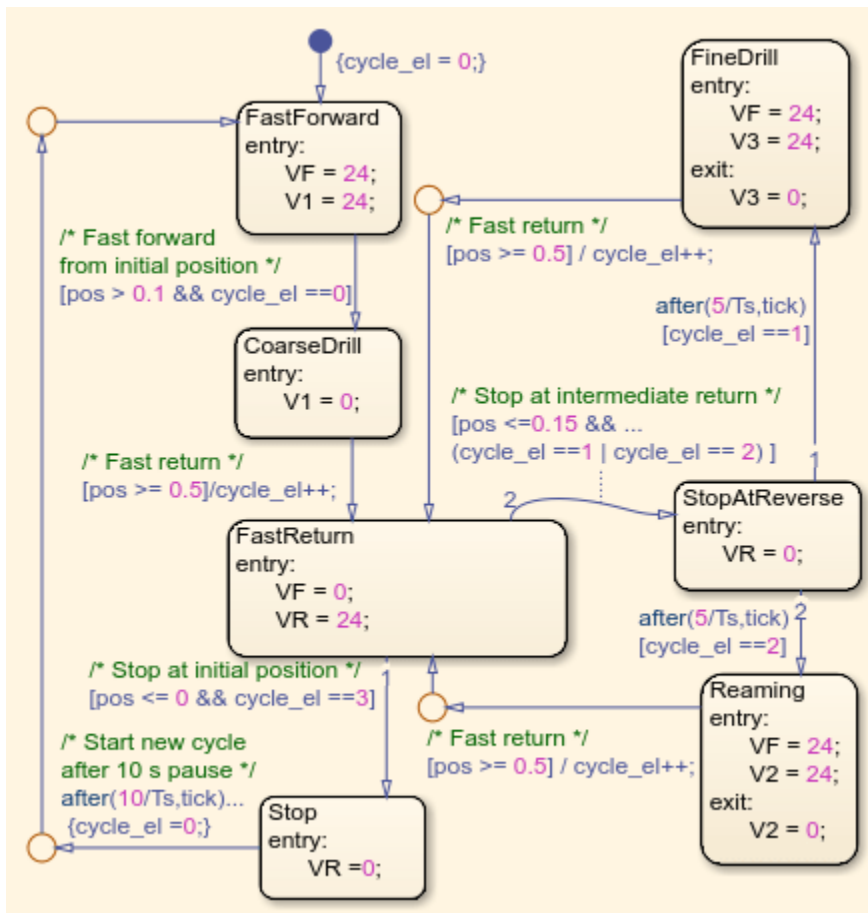 {cycle_el = 0;}
FastForward
entry:
VF = 24;
V1 = 24;
/* Fast forward
from initial position */
[pos > 0.1 && cycle_el ==0]
CoarseDrill
entry:
V1 = 0;
/* Fast return */
[pos >= 0.5]/cycle_el++;
FineDrill
entry:
VF = 24;
V3 = 24;
exit:
V3 = 0;
/* Fast return */
[pos >= 0.5] / cycle_el++;
after(5/Ts,tick)
[cycle_el ==1]
1
/* Stop at intermediate return */
[pos <=0.15 && ...
(cycle_el ==1 | cycle_el == 2) ]
2
StopAtReverse
entry:
VR = 0;
FastReturn
entry:
VF = 0;
VR = 24;
2
after(5/Ts,tick)
[cycle_el ==2]
/* Stop at initial position */
1
[pos <= 0 && cycle_el ==3]
Reaming
entry:
VF = 24;
V2 = 24;
exit:
V2 = 0;
/* Fast return */
[pos >= 0.5] / cycle_el++;
/* Start new cycle
after 10 s pause */
after(10/Ts,tick)...
{cycle_el =0;}
Stop
entry:
VR =0;